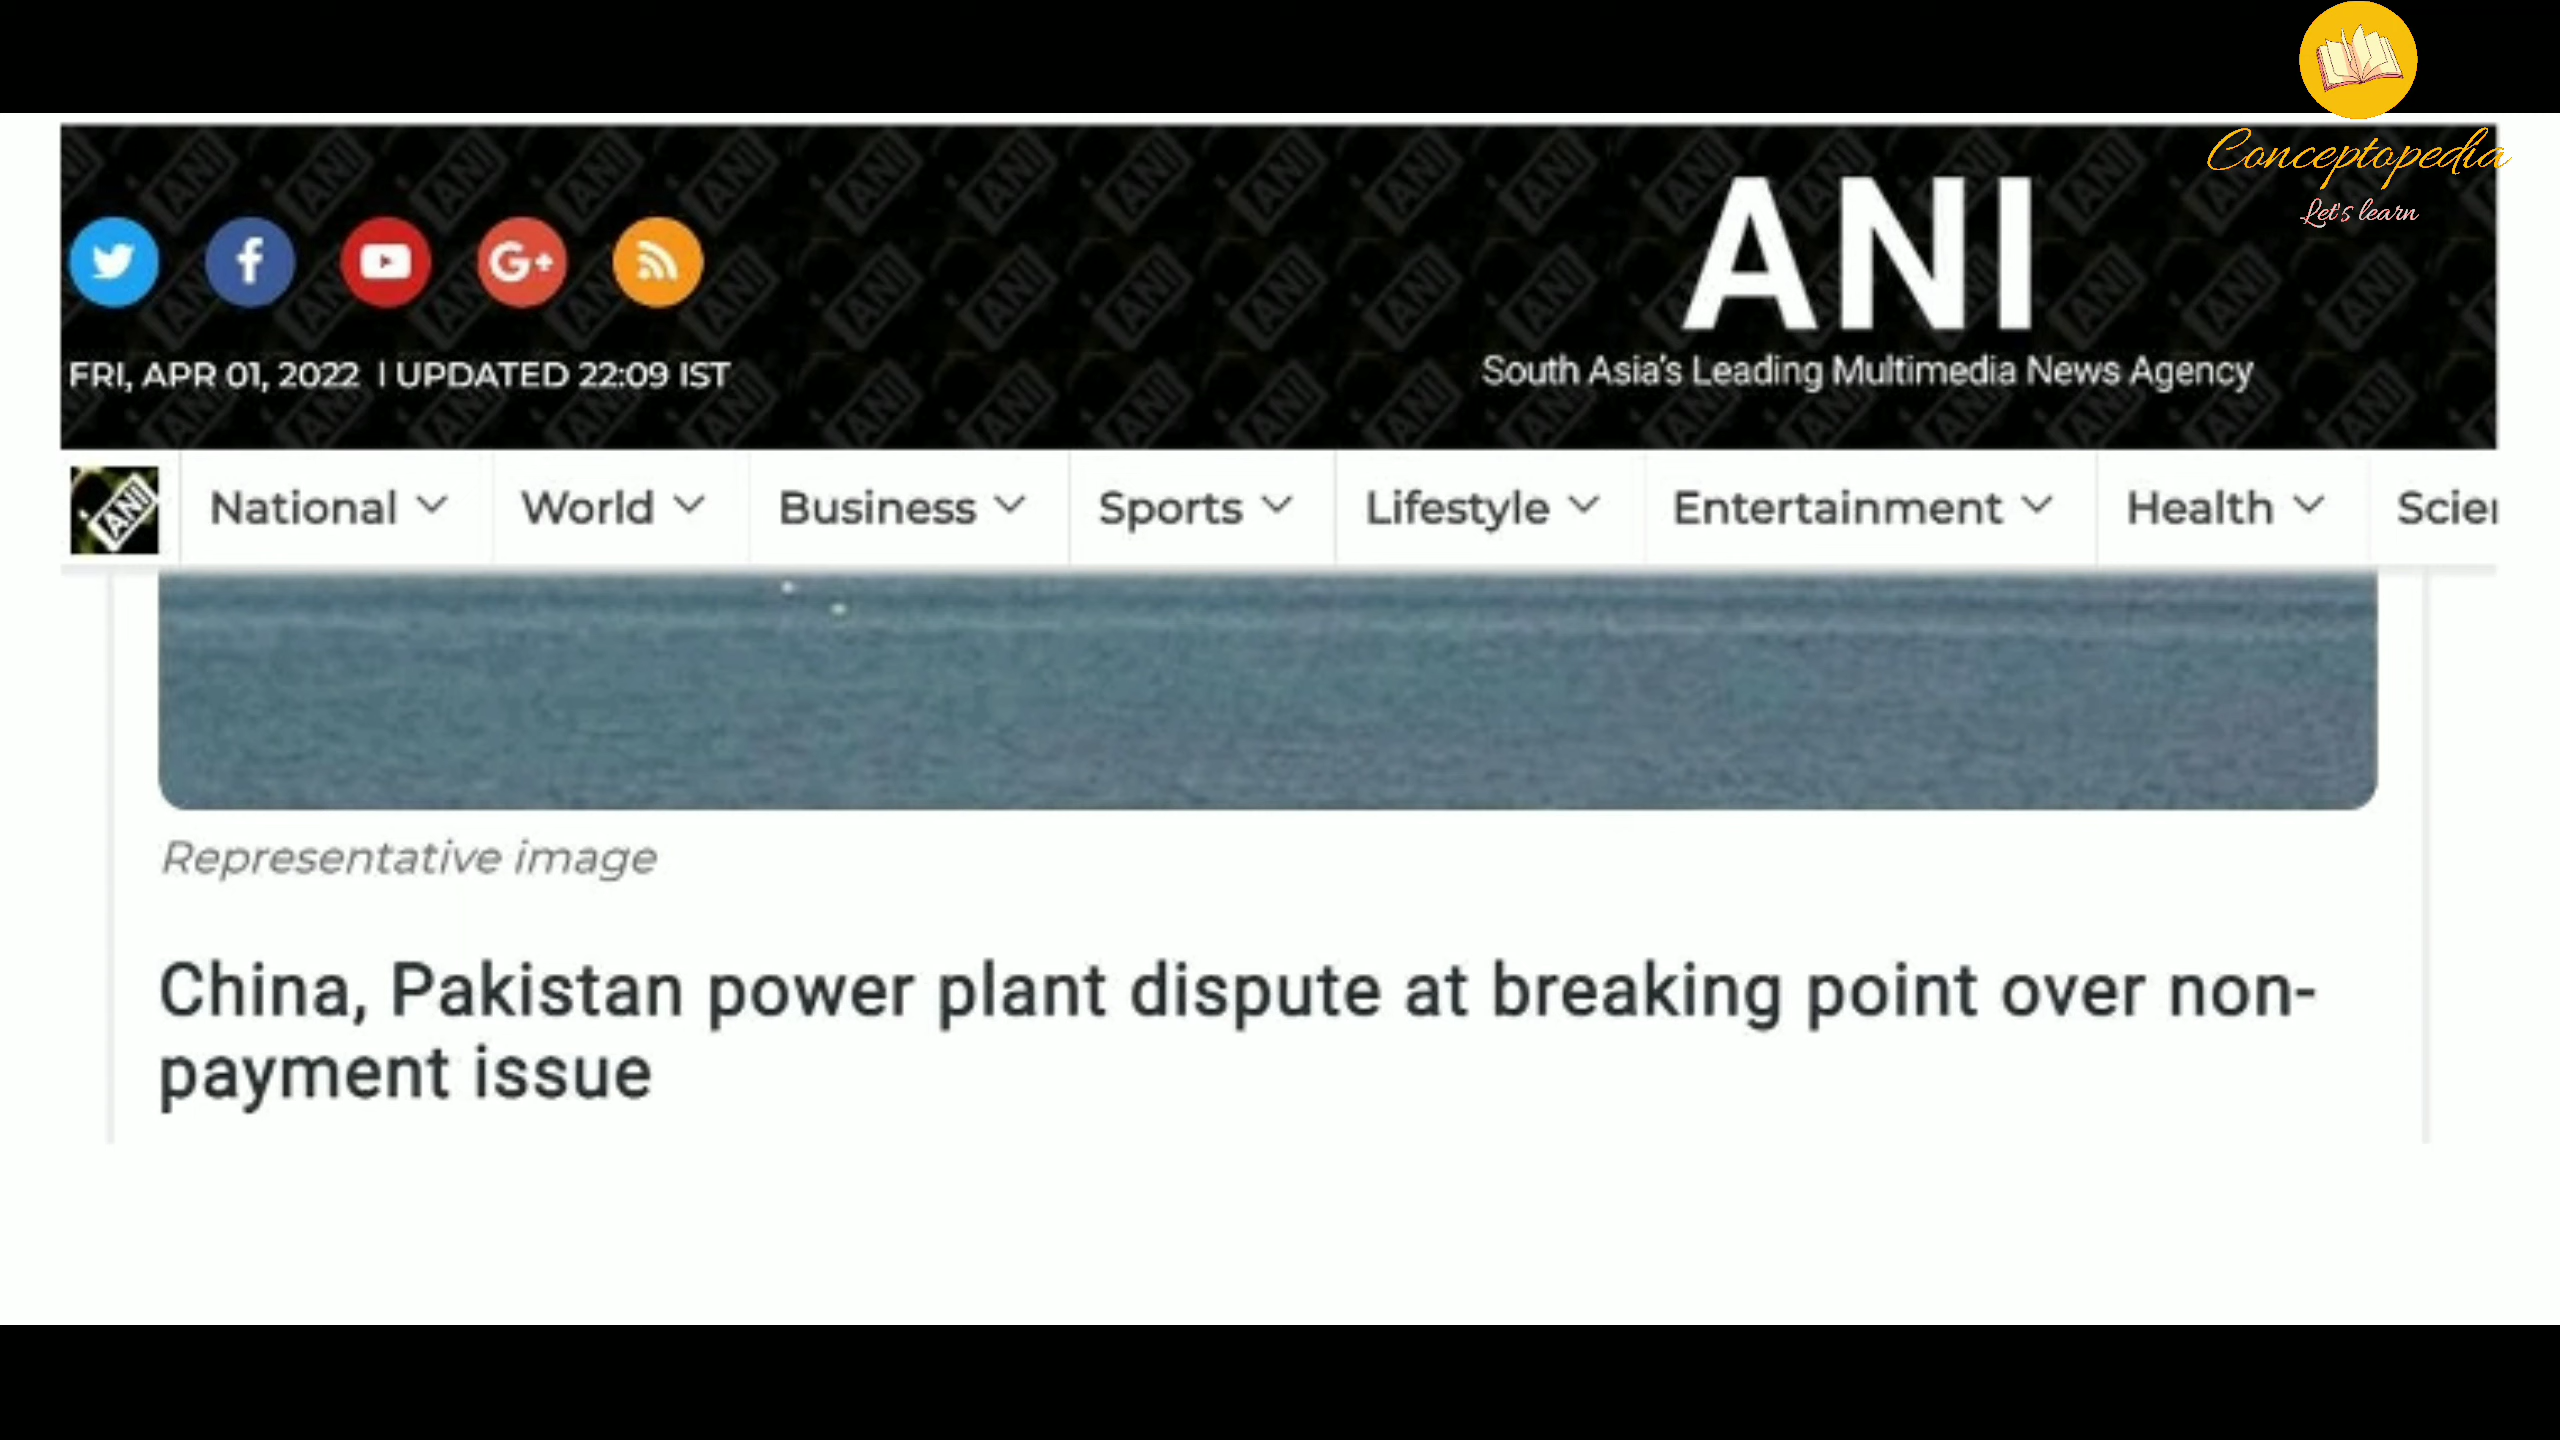 Conceptopedia
Let's learn
ANI
FRI, APR 01, 2022 | UPDATED 22:09 IST
South Asia's Leading Multimedia News Agency
ANI
National
World
Business
Sports
Lifestyle
Entertainment
Health
Scien
Representative image
China, Pakistan power plant dispute at breaking point over non-
payment issue